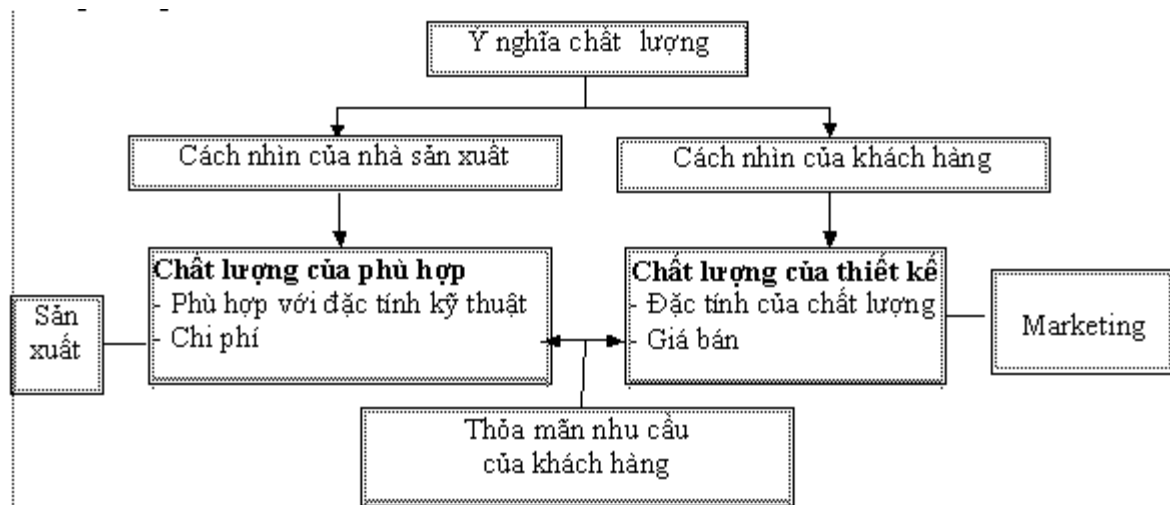 Ý nghĩa chất lượng
Cách nhìn của nhà sản xuất
Cách nhìn của khách hàng
Chất lượng của phù hợp
- Phù hợp với đặc tính kỹ thuật
- Chi phí
Chất lượng của thiết kế
- Đặc tính của chất lượng
- Giá bán
Sản
xuất
Marketing
Thỏa mãn nhu cầu
của khách hàng